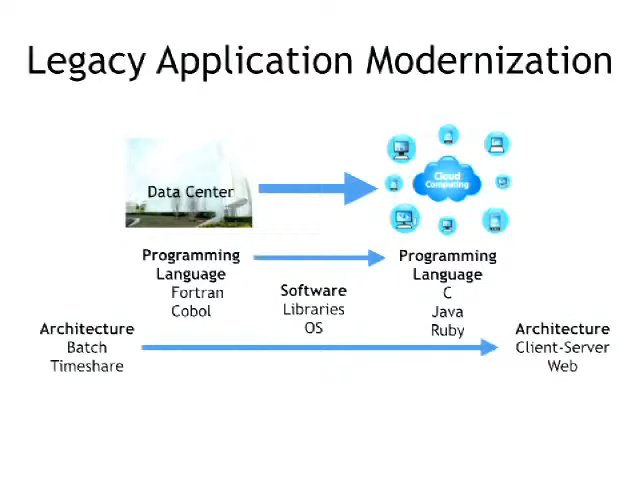 Legacy Application Modernization
Data Center
Cloud
Computing
Programming
Language
Fortran
Cobol
Software
Libraries
OS
Programming
Language
C
Java
Ruby
Architecture
Batch
Timeshare
Architecture
Client-Server
Web